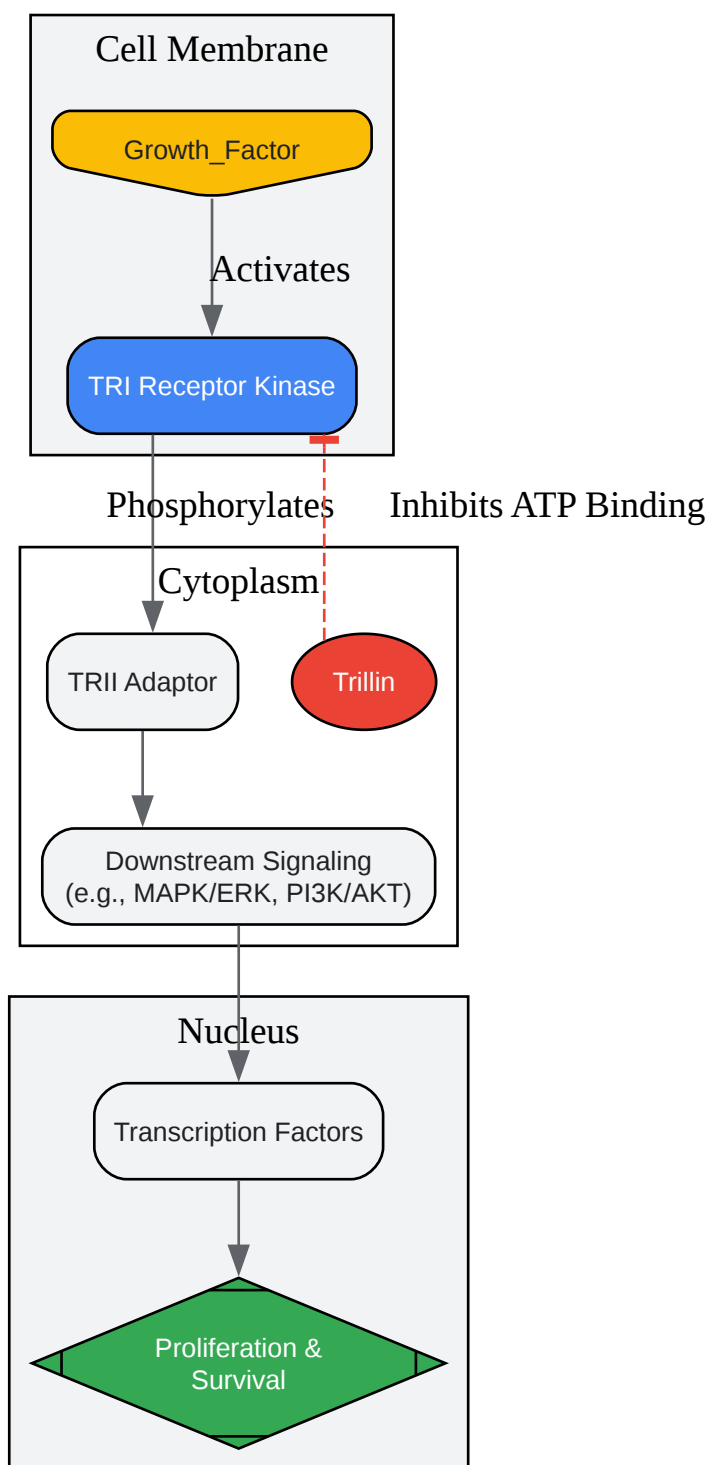 Cell Membrane
Growth_Factor
Activates
TRI Receptor Kinase
Phosphorylates
Inhibits ATP Binding
Cytoplasm
TRII Adaptor
Trillin
Downstream Signaling
(e.g., MAPK/ERK, PI3K/AKT)
Nucleus
Transcription Factors
Proliferation &
Survival